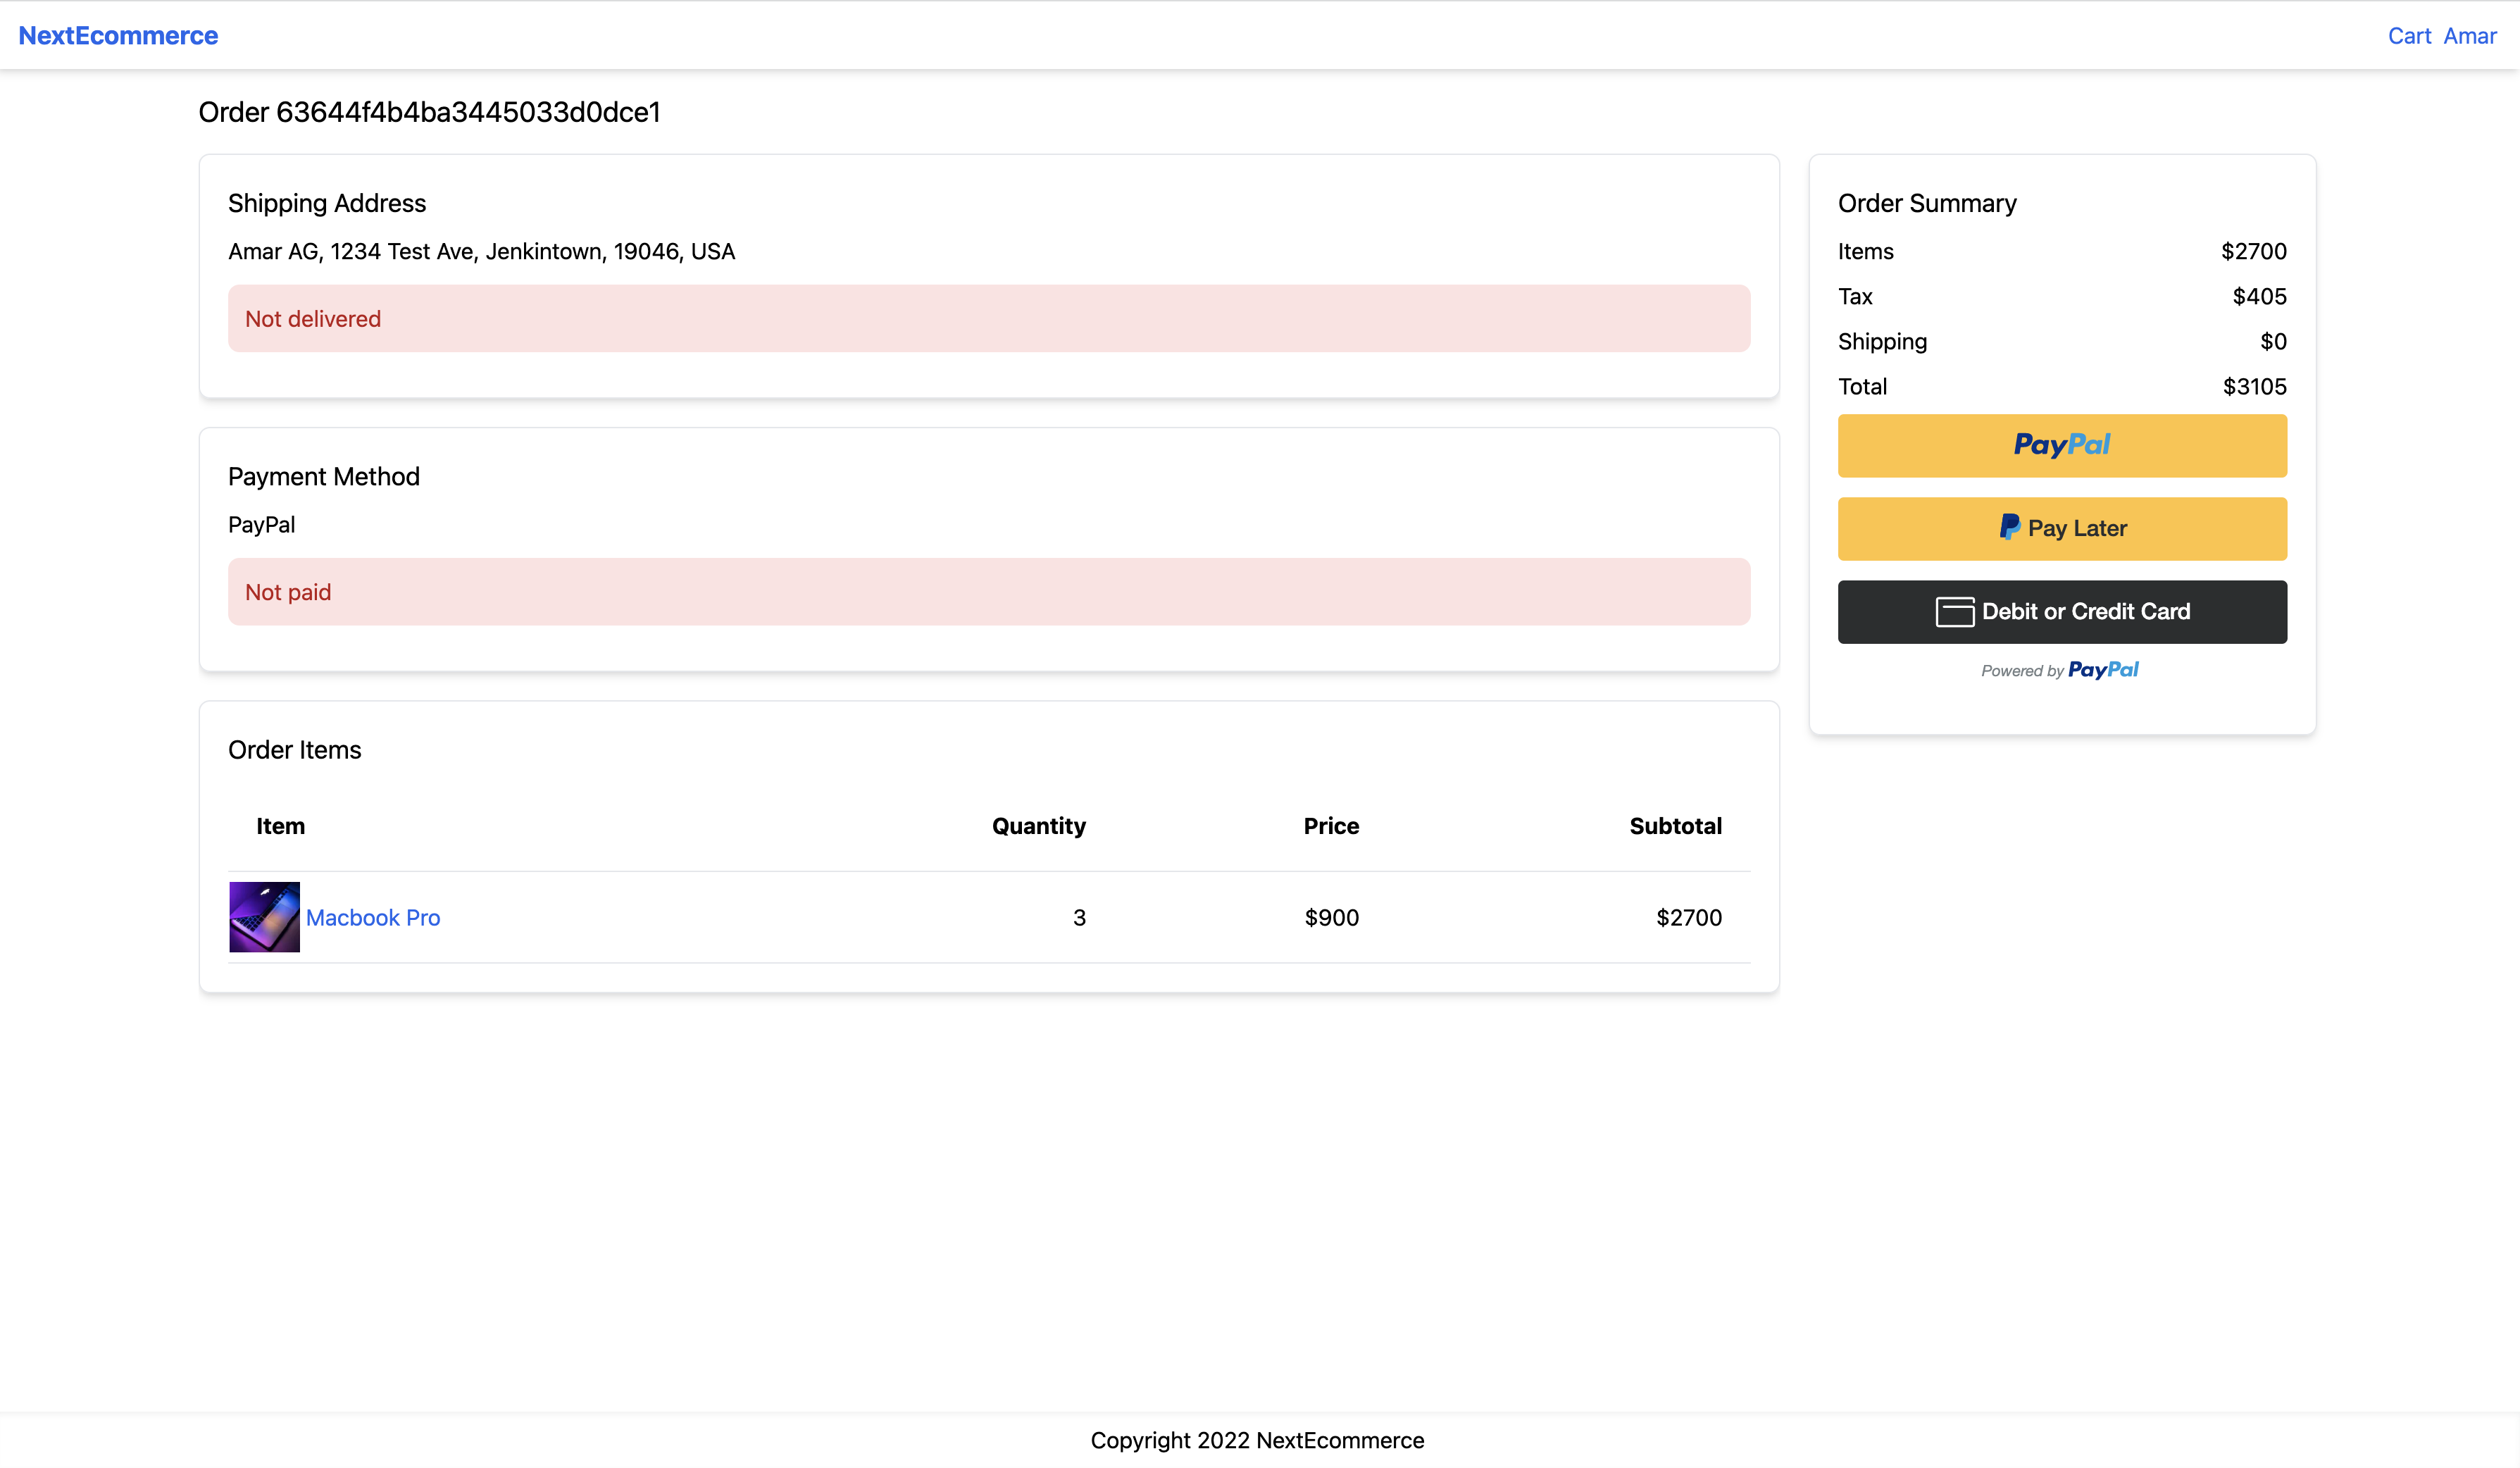 NextEcommerce
Cart Amar
Order 63644f4b4ba3445033d0dce1
Shipping Address
Amar AG, 1234 Test Ave, Jenkintown, 19046, USA
Not delivered
Payment Method
PayPal
Not paid
Order Items
Item Quantity Price Subtotal
Macbook Pro 3 $900 $2700
Order Summary
Items $2700
Tax $405
Shipping $0
Total $3105
PayPal
Pay Later
Debit or Credit Card
Powered by PayPal
Copyright 2022 NextEcommerce